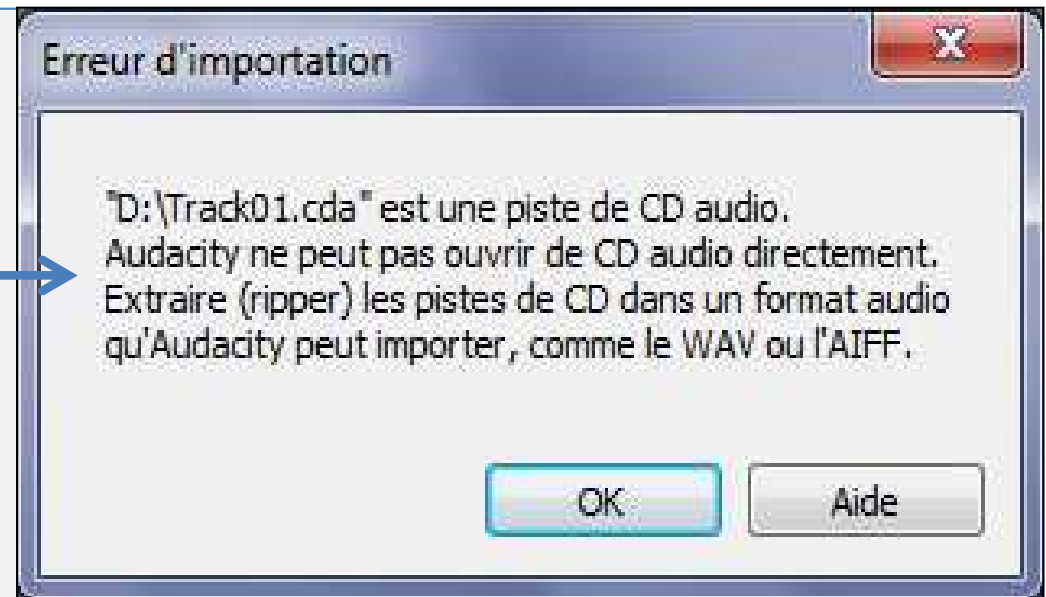 Erreur d'importation
"D:\Track01.cda" est une piste de CD audio.
Audacity ne peut pas ouvrir de CD audio directement.
Extraire (ripper) les pistes de CD dans un format audio
qu'Audacity peut importer, comme le WAV ou l'AIFF.
OK Aide